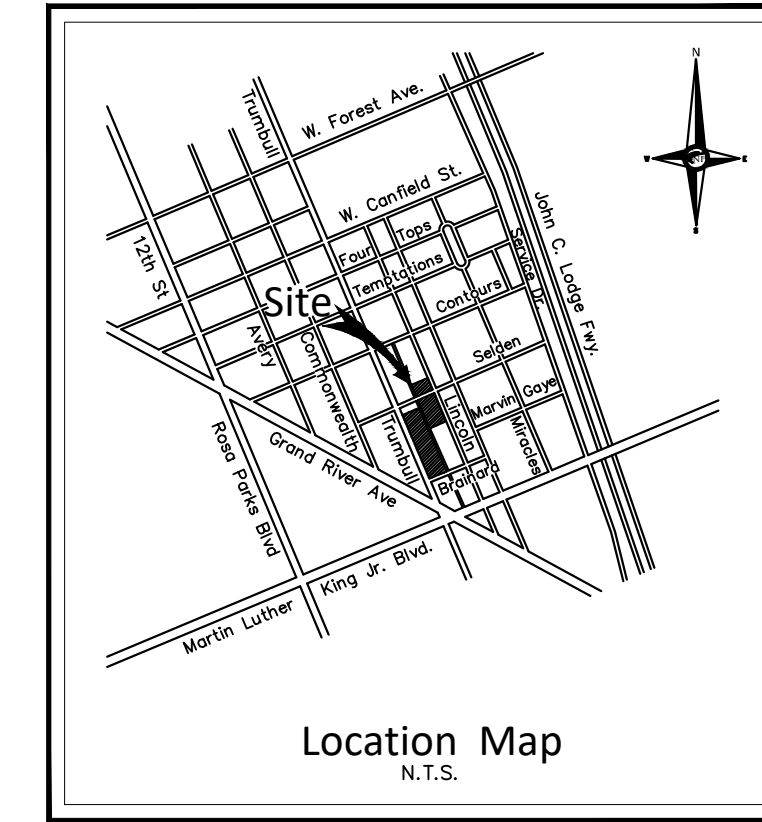 N
W
E
S
NF
Trumbull
W. Forest Ave.
W. Canfield St.
12th St
Four
Tops
Temptations
Service Dr.
John C. Lodge Fwy.
Site
Avery
Commonwealth
Contours
Selden
Lincoln
Marvin
Gaye
Miracles
Trumbull
Brainard
Rosa Parks Blvd
Grand River Ave
Martin Luther
King Jr. Blvd.
Location Map
N.T.S.